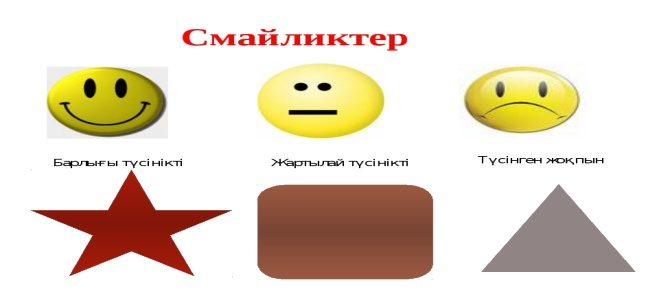 Смайликтер
Барлығы түсінікті
Жартылай түсінікті
Түсінген жоқпын